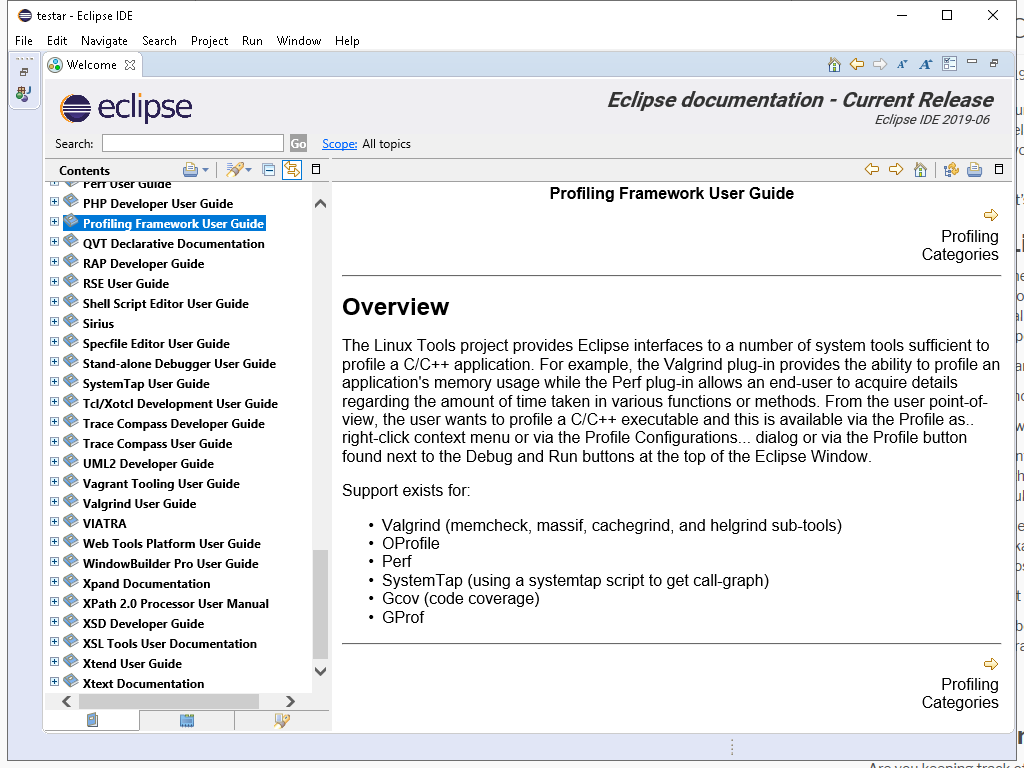 testar - Eclipse IDE
File Edit Navigate Search Project Run Window Help
Welcome
eclipse
Eclipse documentation - Current Release
Eclipse IDE 2019-06
Search: Go Scope: All topics
Contents
Perf User Guide
PHP Developer User Guide
Profiling Framework User Guide
QVT Declarative Documentation
RAP Developer Guide
RSE User Guide
Shell Script Editor User Guide
Sirius
Specfile Editor User Guide
Stand-alone Debugger User Guide
SystemTap User Guide
Tcl/Xotcl Development User Guide
Trace Compass Developer Guide
Trace Compass User Guide
UML2 Developer Guide
Vagrant Tooling User Guide
Valgrind User Guide
VIATRA
Web Tools Platform User Guide
WindowBuilder Pro User Guide
Xpand Documentation
XPath 2.0 Processor User Manual
XSD Developer Guide
XSL Tools User Documentation
Xtend User Guide
Xtext Documentation
Profiling Framework User Guide
Profiling
Categories
Overview
The Linux Tools project provides Eclipse interfaces to a number of system tools sufficient to
profile a C/C++ application. For example, the Valgrind plug-in provides the ability to profile an
application's memory usage while the Perf plug-in allows an end-user to acquire details
regarding the amount of time taken in various functions or methods. From the user point-of-
view, the user wants to profile a C/C++ executable and this is available via the Profile as..
right-click context menu or via the Profile Configurations... dialog or via the Profile button
found next to the Debug and Run buttons at the top of the Eclipse Window.
Support exists for:
• Valgrind (memcheck, massif, cachegrind, and helgrind sub-tools)
• OProfile
• Perf
• SystemTap (using a systemtap script to get call-graph)
• Gcov (code coverage)
• GProf
Profiling
Categories